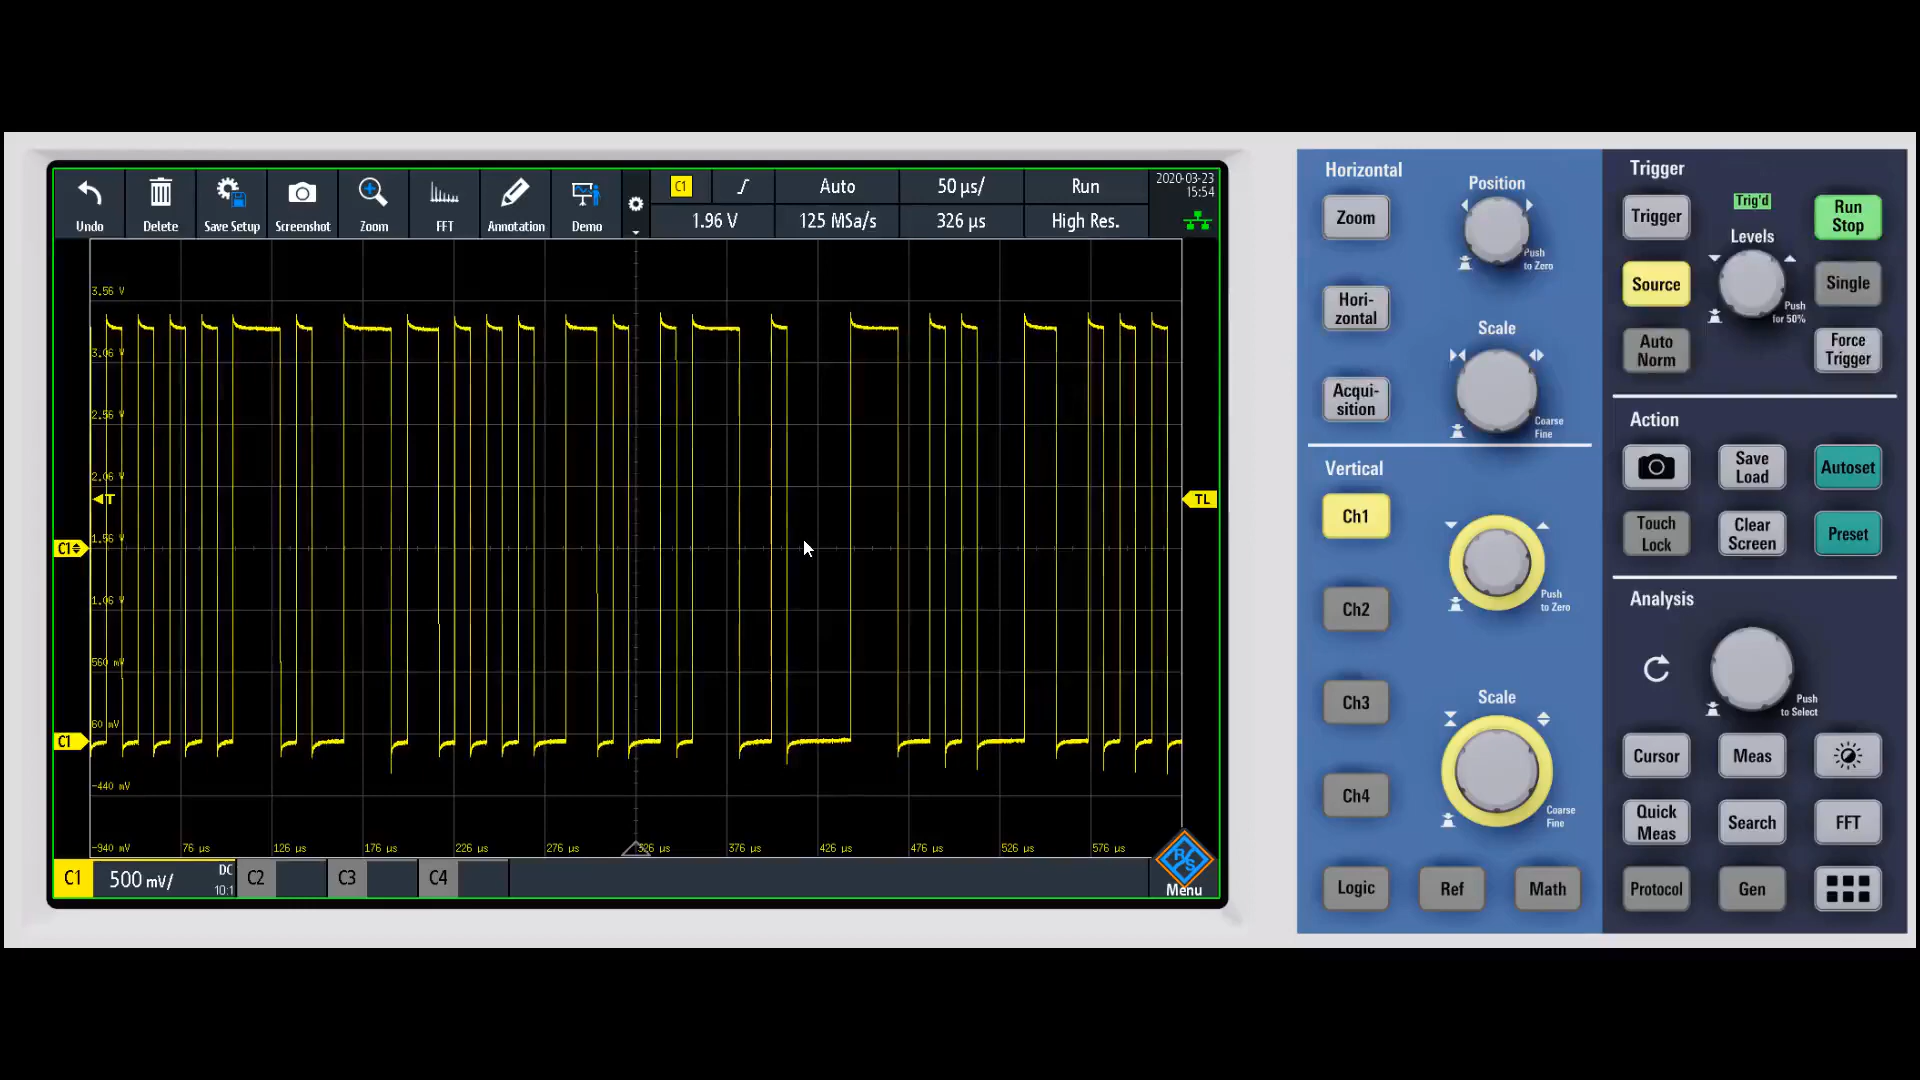 Undo
Delete
Save Setup
Screenshot
Zoom
FFT
Annotation
Demo
C1
Auto
50 µs/
Run
1.96 V
125 MSa/s
326 µs
High Res.
2020-03-23
15:54
3.56 V
3.06 V
2.56 V
2.06 V
T
TL
1.56 V
C1
1.06 V
560 mV
60 mV
C1
-440 mV
-940 mV
76 µs
126 µs
176 µs
226 µs
276 µs
326 µs
376 µs
426 µs
476 µs
526 µs
576 µs
C1
500 mV/
DC
10:1
C2
C3
C4
R/S
Menu
Horizontal
Zoom
Position
Push
to Zero
Hori-
zontal
Scale
Acqui-
sition
Coarse
Fine
Vertical
Ch1
Push
to Zero
Ch2
Ch3
Scale
Ch4
Coarse
Fine
Logic
Ref
Math
Trigger
Trigger
Trig'd
Run
Stop
Levels
Source
Single
Push
for 50%
Auto
Norm
Force
Trigger
Action
Save
Load
Autoset
Touch
Lock
Clear
Screen
Preset
Analysis
Push
to Select
Cursor
Meas
Quick
Meas
Search
FFT
Protocol
Gen